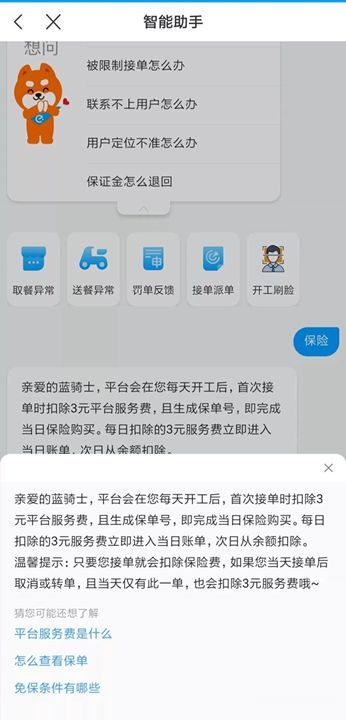 智能助手
想问
被限制接单怎么办
联系不上用户怎么办
用户定位不准怎么办
保证金怎么退回
取餐异常
送餐异常
罚单反馈
接单派单
开工刷脸
保险
亲爱的蓝骑士，平台会在您每天开工后，首次接
单时扣除3元平台服务费，且生成保单号，即完成
当日保险购买。每日扣除的3元服务费立即进入
当日账单，次日从余额扣除。
亲爱的蓝骑士，平台会在您每天开工后，首次接单时扣除3
元平台服务费，且生成保单号，即完成当日保险购买。每日
扣除的3元服务费立即进入当日账单，次日从余额扣除。
温馨提示：只要您接单就会扣除保险费，如果您当天接单后
取消或转单，且当天仅有此一单，也会扣除3元服务费哦~
猜您可能还想了解
平台服务费是什么
怎么查看保单
免保条件有哪些